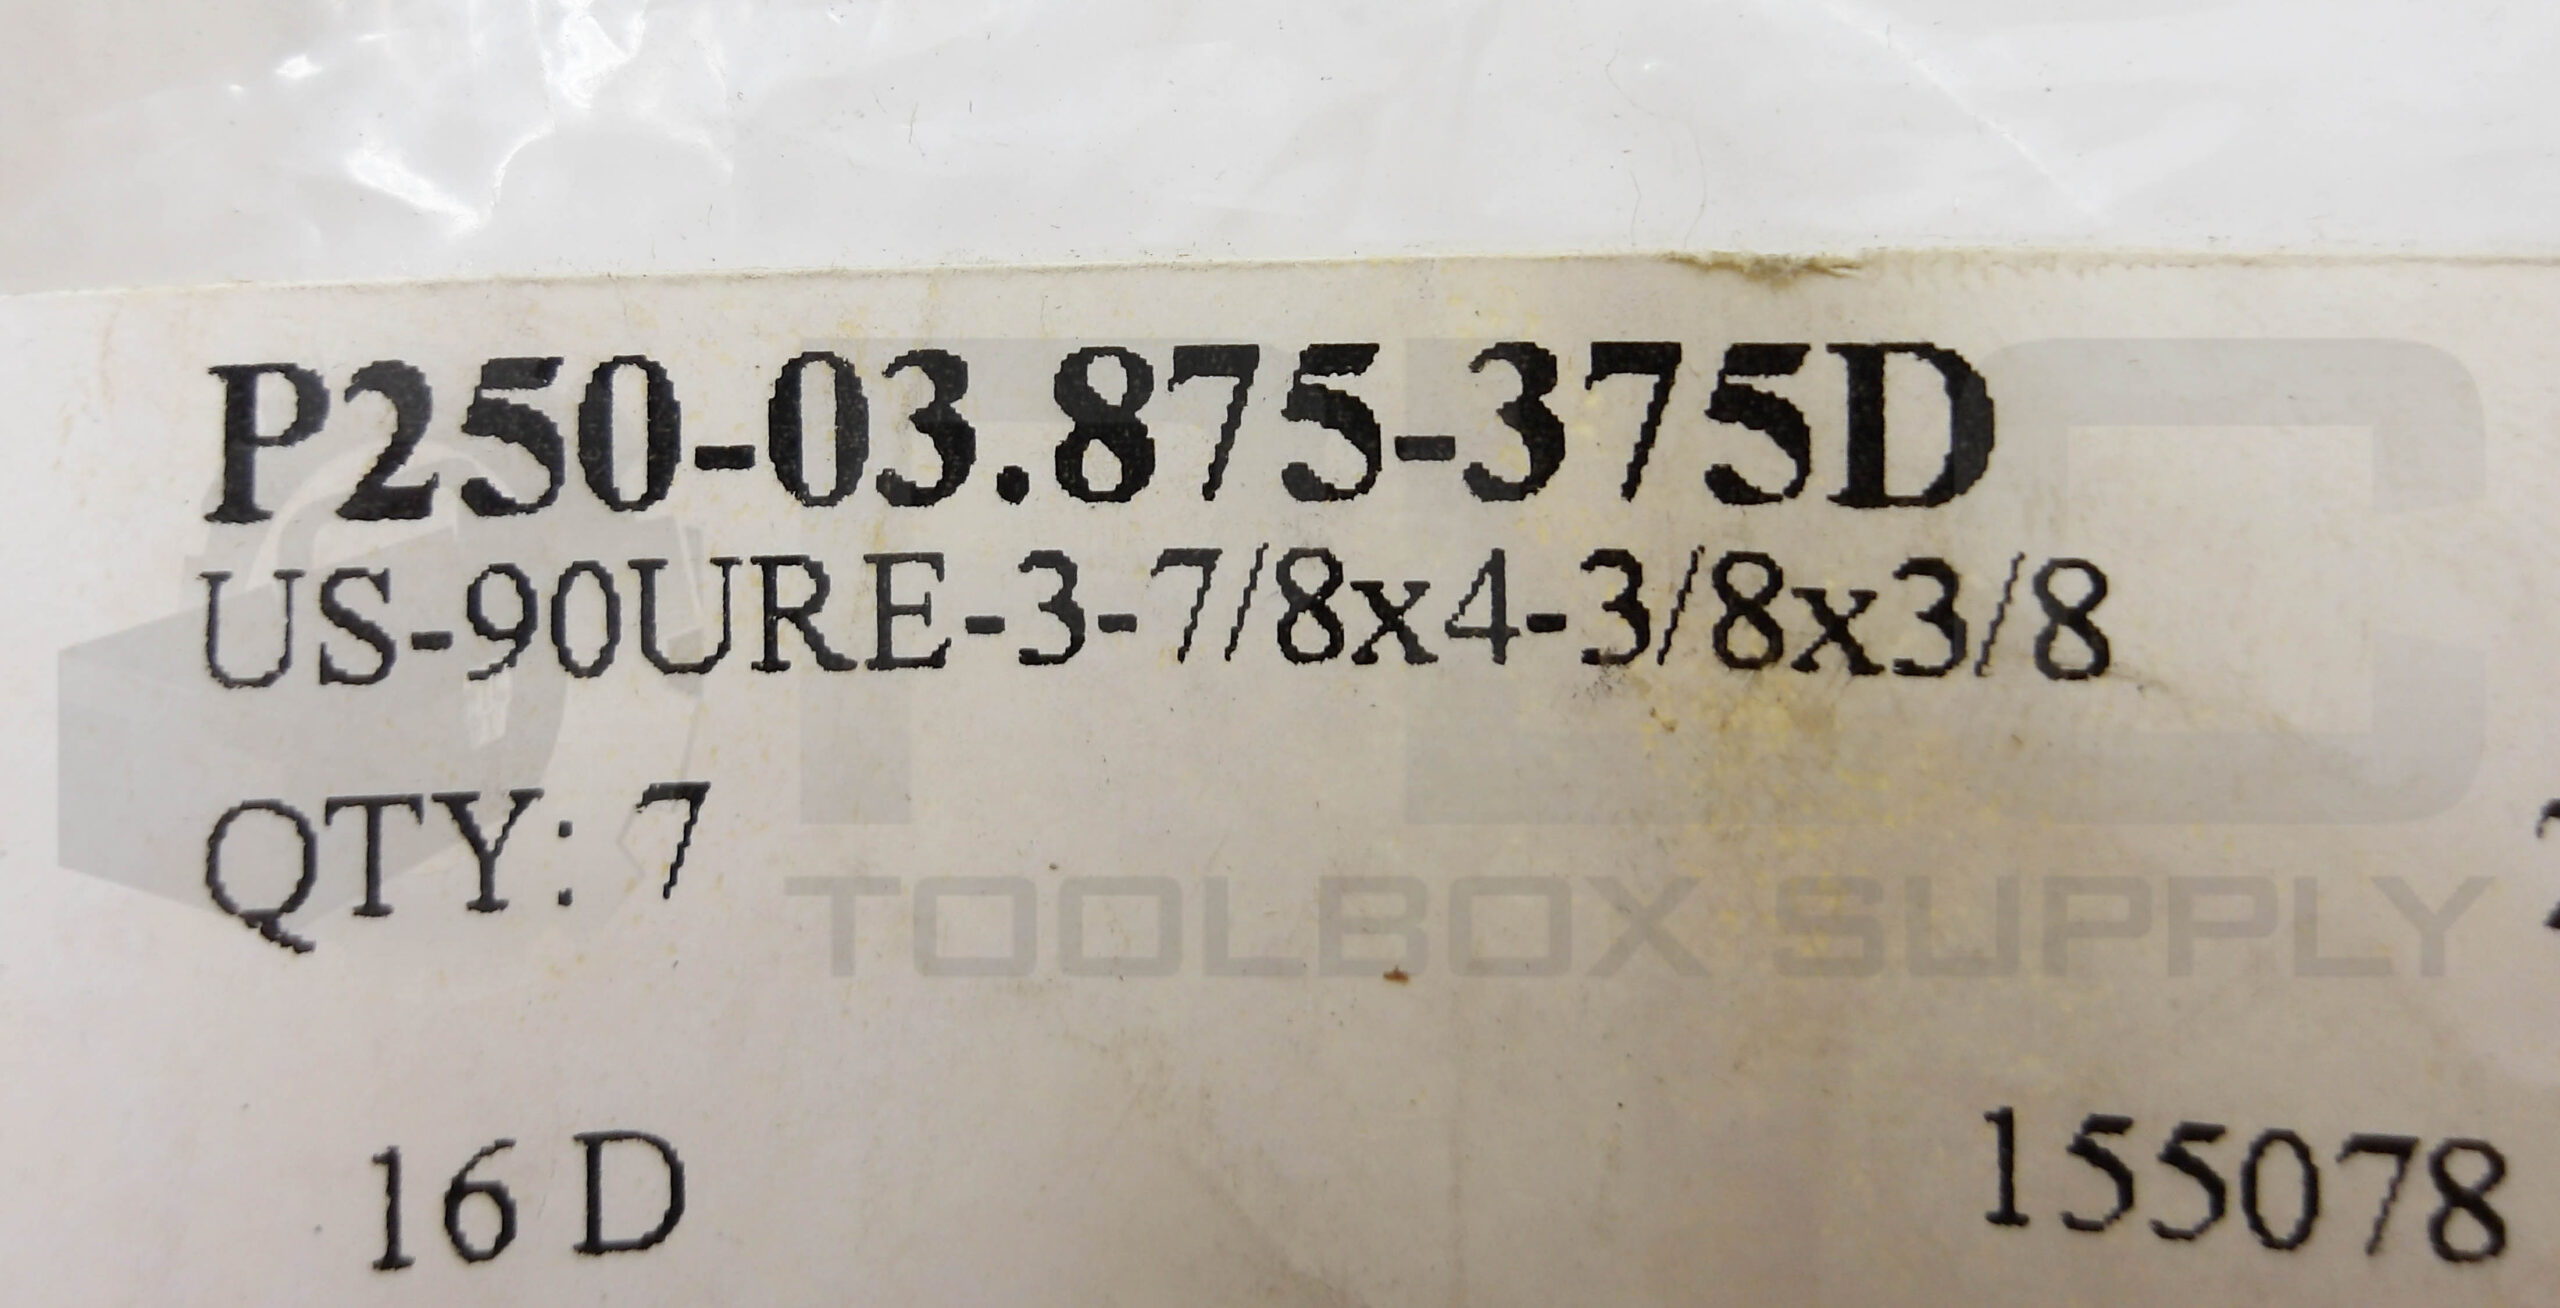 P250-03.875-375D
US-90URE-3-7/8x4-3/8x3/8
QTY: 7
TOOLBOX SUPPLY
16 D
155078